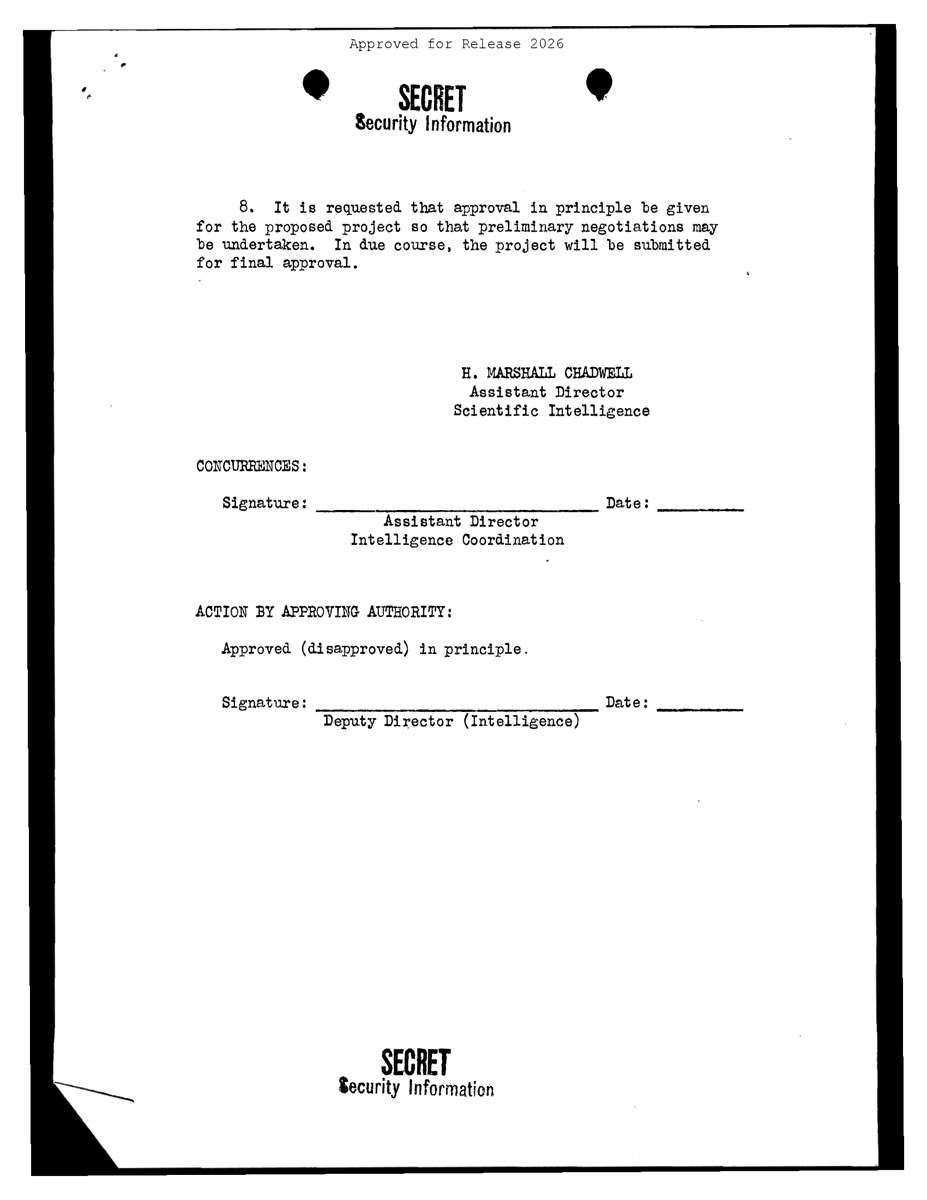 Approved for Release 2026
SECRET
Security Information
8. It is requested that approval in principle be given
for the proposed project so that preliminary negotiations may
be undertaken. In due course, the project will be submitted
for final approval.
H. MARSHALL CHADWELL
Assistant Director
Scientific Intelligence
CONCURRENCES:
Signature: Date:
Assistant Director
Intelligence Coordination
ACTION BY APPROVING AUTHORITY:
Approved (disapproved) in principle.
Signature: Date:
Deputy Director (Intelligence)
SECRET
Security Information